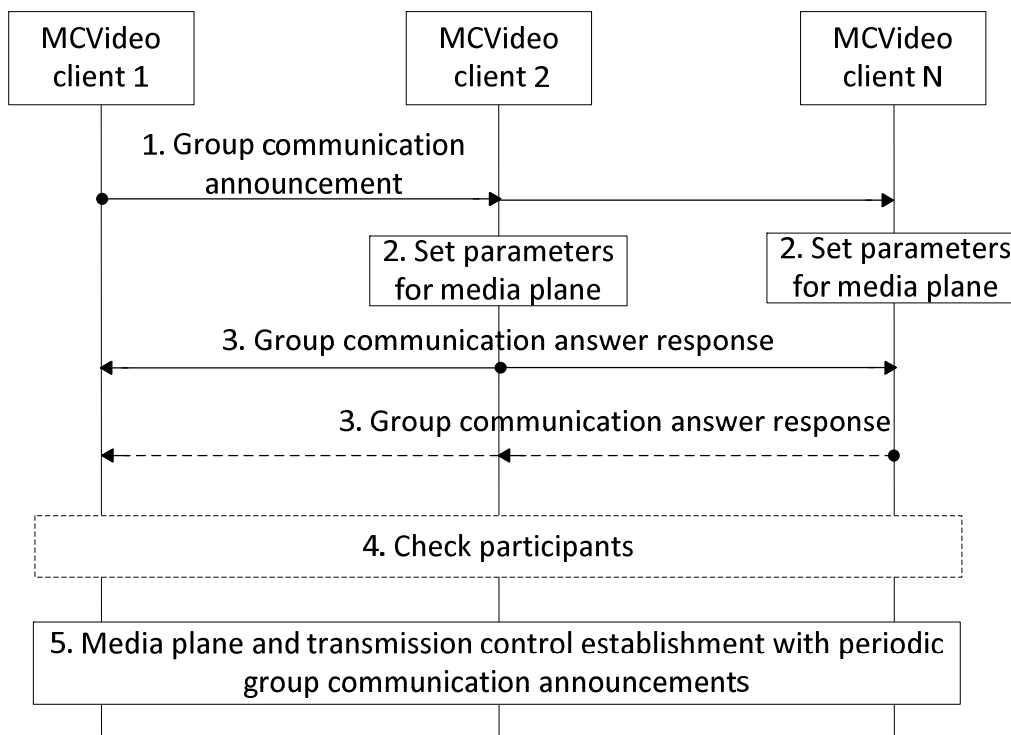 MCVideo
client 1
MCVideo
client 2
MCVideo
client N
1. Group communication
announcement
2. Set parameters
for media plane
2. Set parameters
for media plane
3. Group communication answer response
3. Group communication answer response
4. Check participants
5. Media plane and transmission control establishment with periodic
group communication announcements